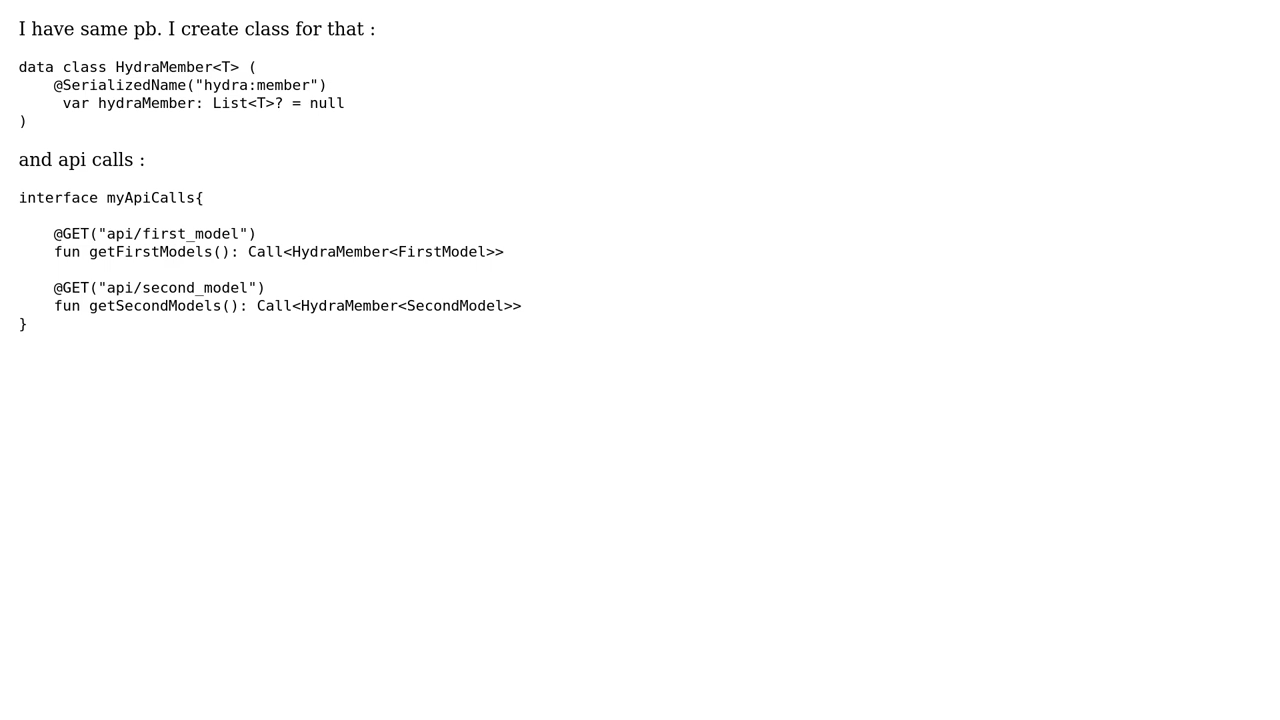 I have same pb. I create class for that :
data class HydraMember<T> (
    @SerializedName("hydra:member")
     var hydraMember: List<T>? = null
)
and api calls :
interface myApiCalls{
    @GET("api/first_model")
    fun getFirstModels(): Call<HydraMember<FirstModel>>
    @GET("api/second_model")
    fun getSecondModels(): Call<HydraMember<SecondModel>>
}